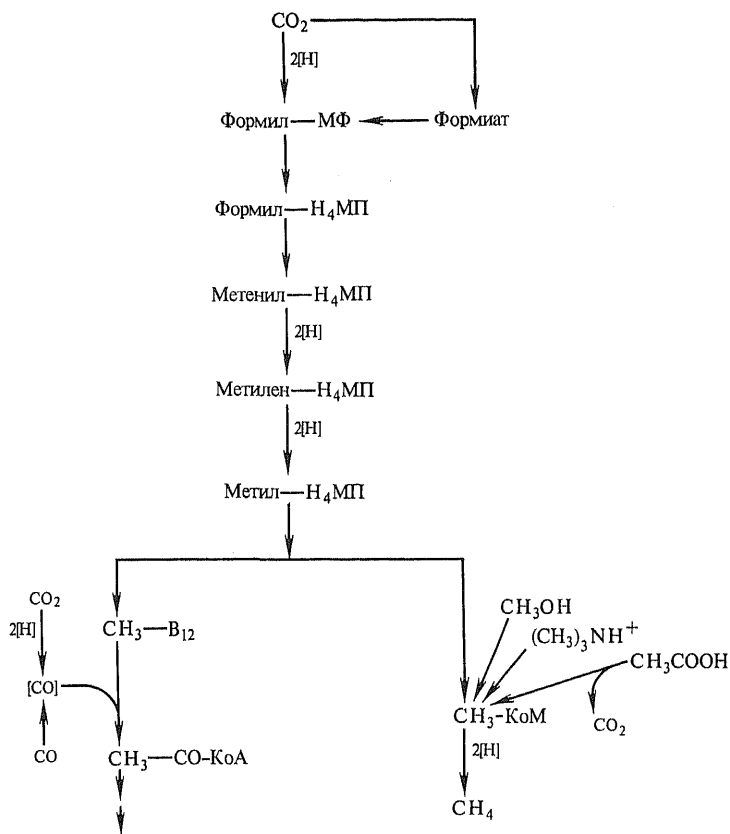 CO₂
2[H]
Формил—МФ Формиат
Формил—H₄МП
Метенил—H₄МП
2[H]
Метилен—H₄МП
2[H]
Метил—H₄МП
CO₂
2[H]
[CO]
CO
CH₃—B₁₂
CH₃—CO-КоА
CH₃OH
(CH₃)₃NH⁺
CH₃COOH
CO₂
CH₃-КоМ
2[H]
CH₄